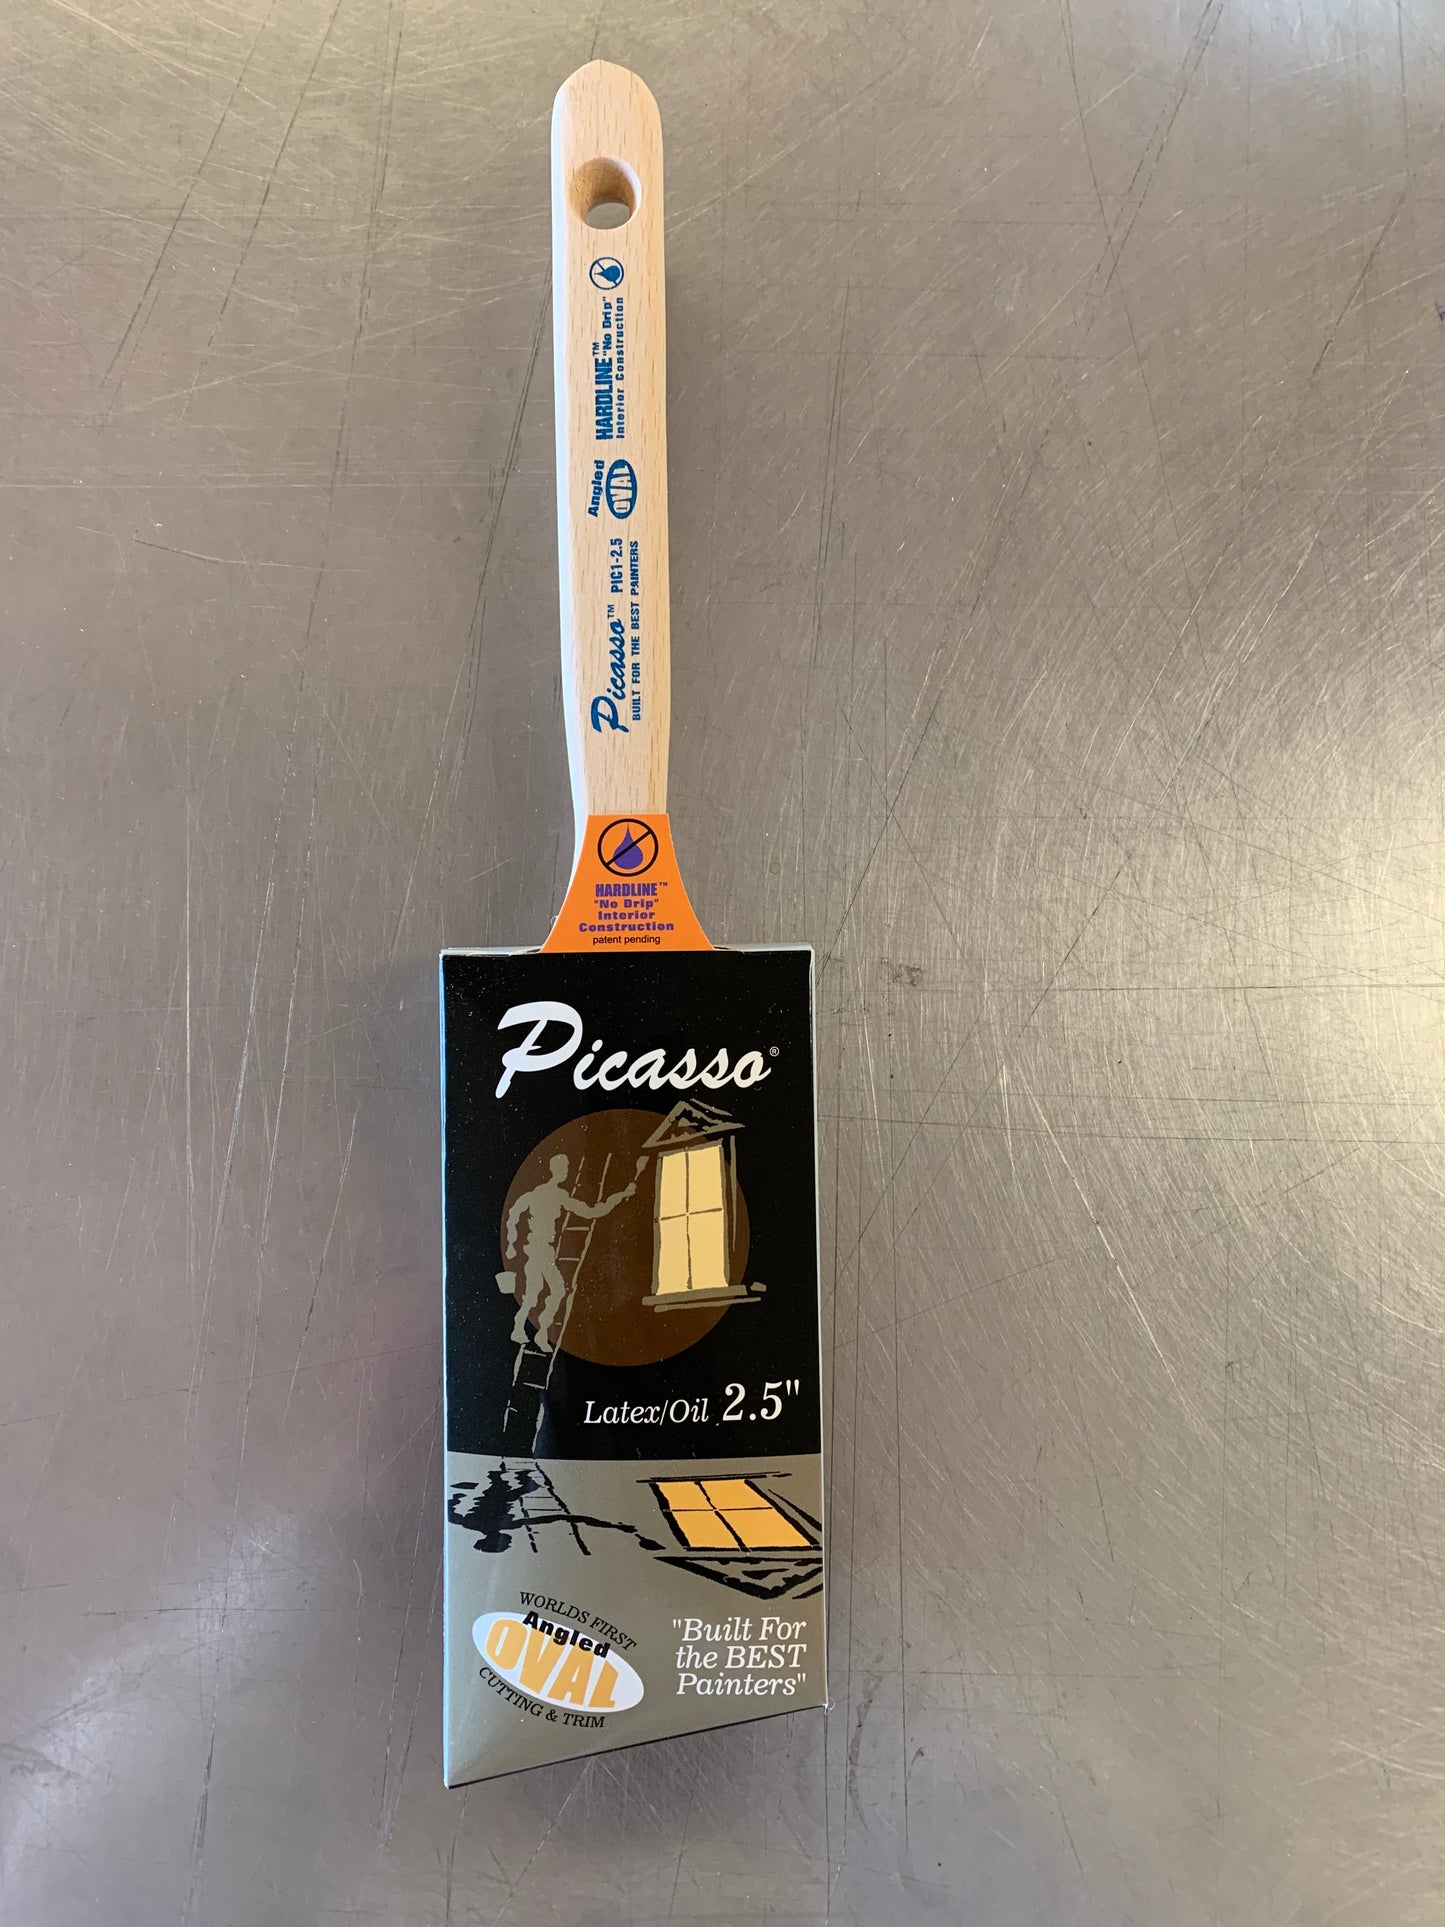 Picasso™ PIC1-2.5
BUILT FOR THE BEST PAINTERS
Angled
OVAL
HARDLINE™
"No Drip"
Interior Construction
HARDLINE™
"No Drip"
Interior
Construction
patent pending
Picasso®
Latex/Oil 2.5"
WORLDS FIRST
Angled
OVAL
CUTTING & TRIM
"Built For
the BEST
Painters"